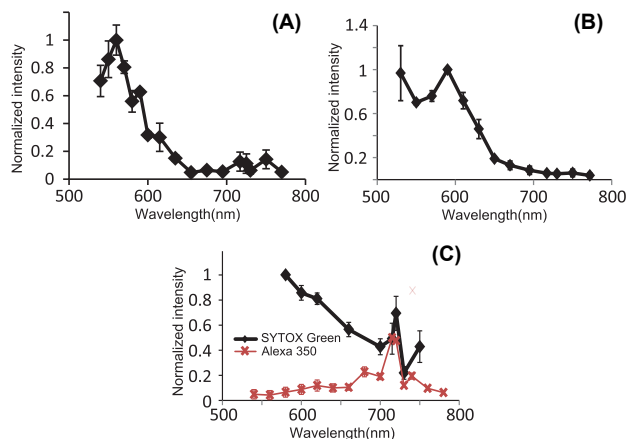 (A)
Normalized intensity
1
0.8
0.6
0.4
0.2
0
500
600
700
800
Wavelength(nm)
(B)
Normalized intensity
1.4
1
0.6
0.2
500
600
700
800
Wavelength(nm)
(C)
Normalized intensity
1
0.8
0.6
0.4
0.2
0
SYTOX Green
Alexa 350
500
600
700
800
Wavelength(nm)